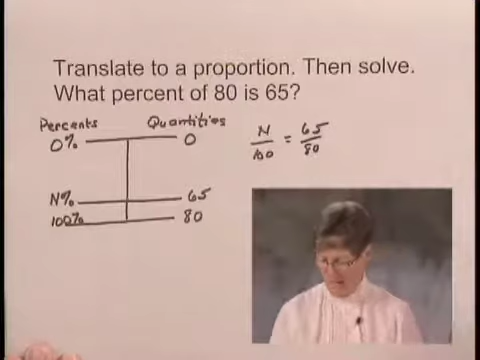 Translate to a proportion. Then solve.
What percent of 80 is 65?
Percents Quantities
0% 0
N/100 = 65/80
N% 65
100% 80